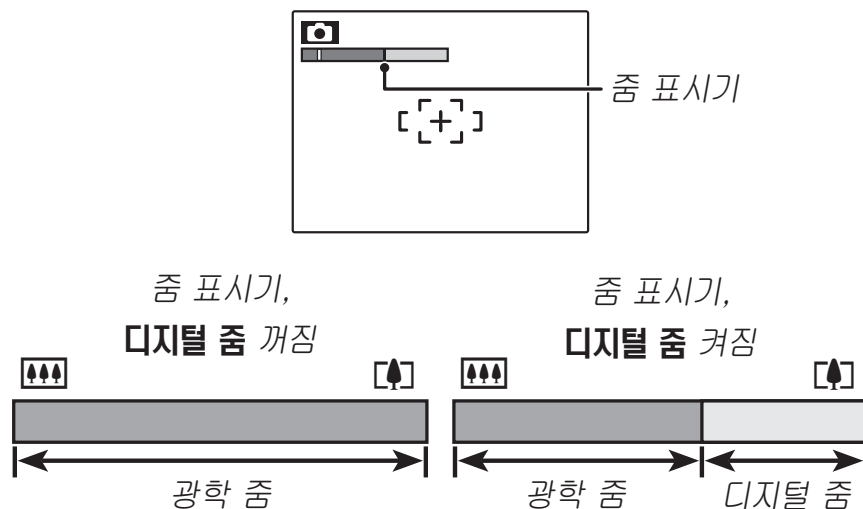 줌 표시기
줌 표시기,
디지털 줌 꺼짐
줌 표시기,
디지털 줌 켜짐
광학 줌
광학 줌
디지털 줌